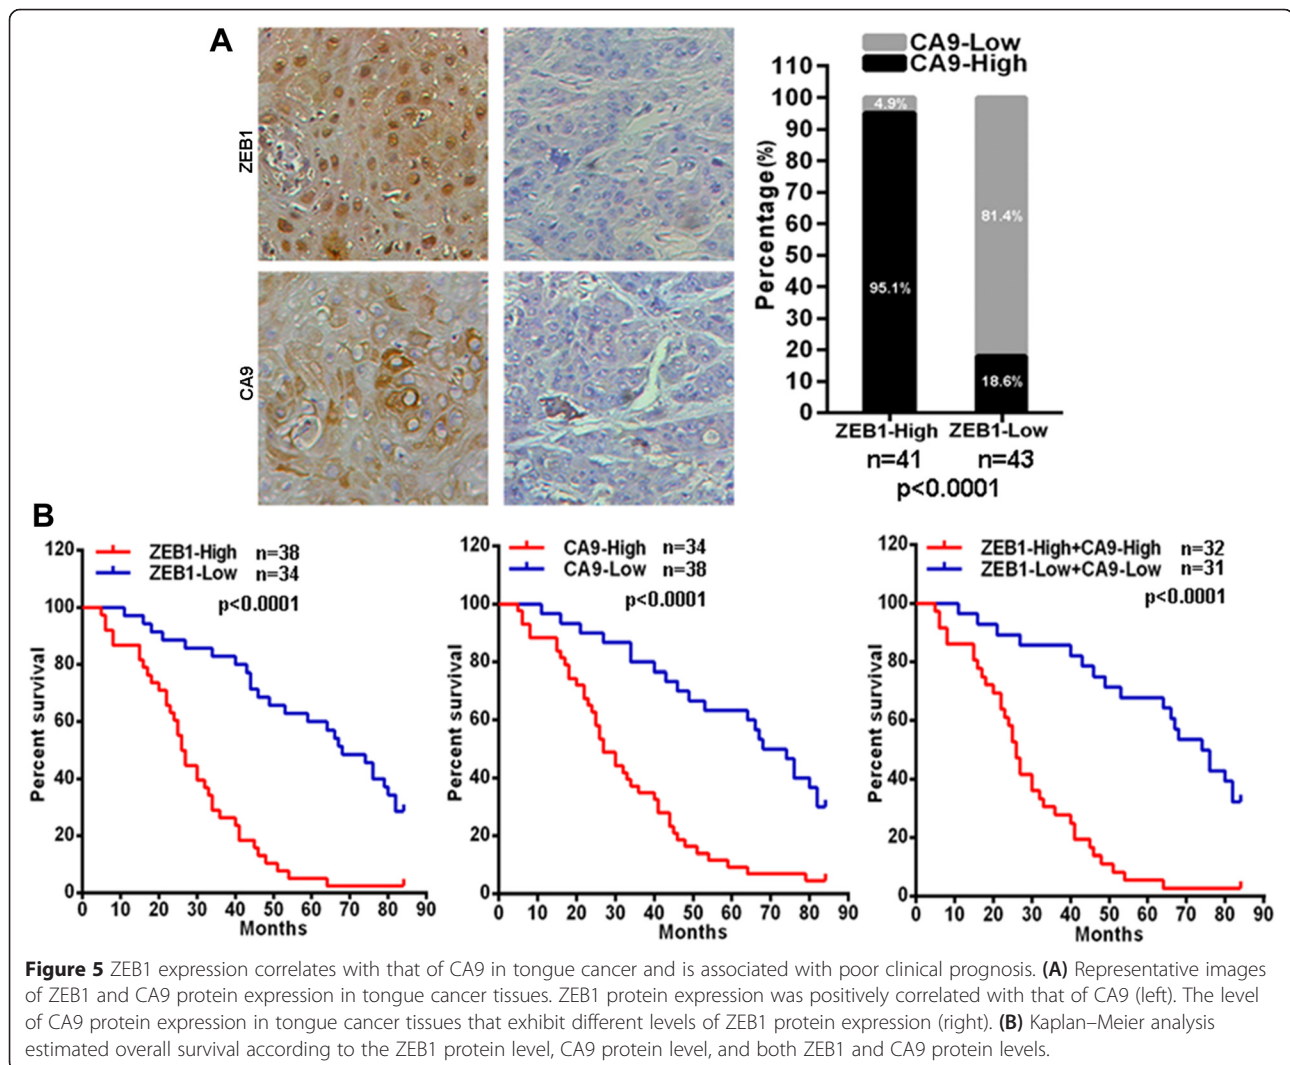 A
ZEB1
CA9
CA9-Low
CA9-High
Percentage(%)
110
100
90
80
70
60
50
40
30
20
10
0
4.9%
95.1%
81.4%
18.6%
ZEB1-High ZEB1-Low
n=41 n=43
p<0.0001
B
ZEB1-High n=38
ZEB1-Low n=34
p<0.0001
Percent survival
120
100
80
60
40
20
0
0 10 20 30 40 50 60 70 80 90
Months
CA9-High n=34
CA9-Low n=38
p<0.0001
Percent survival
120
100
80
60
40
20
0
0 10 20 30 40 50 60 70 80 90
Months
ZEB1-High+CA9-High n=32
ZEB1-Low+CA9-Low n=31
p<0.0001
Percent survival
120
100
80
60
40
20
0
0 10 20 30 40 50 60 70 80 90
Months
Figure 5 ZEB1 expression correlates with that of CA9 in tongue cancer and is associated with poor clinical prognosis. (A) Representative images
of ZEB1 and CA9 protein expression in tongue cancer tissues. ZEB1 protein expression was positively correlated with that of CA9 (left). The level
of CA9 protein expression in tongue cancer tissues that exhibit different levels of ZEB1 protein expression (right). (B) Kaplan–Meier analysis
estimated overall survival according to the ZEB1 protein level, CA9 protein level, and both ZEB1 and CA9 protein levels.